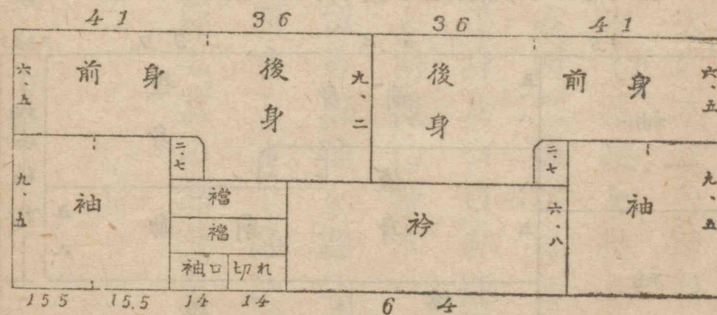 41 36 36 41
前身 後身 九、二 後身 前身
六、五 六、五
二、七 二、七
九、五 袖 襠 衿 六、八 袖 九、五
襠
袖口 切れ
15 5 15.5 14 14 6 4